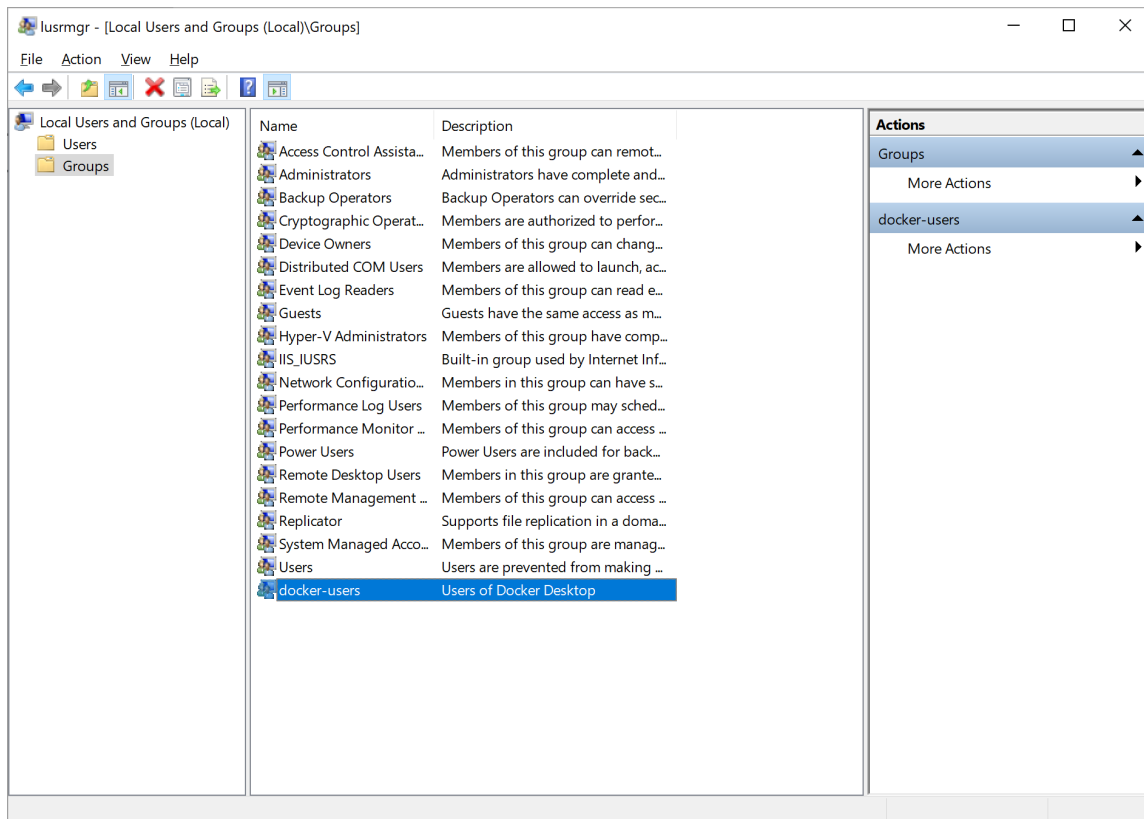 lusrmgr - [Local Users and Groups (Local)\Groups]
File Action View Help
Local Users and Groups (Local)
Users
Groups
Name Description
Access Control Assista... Members of this group can remot...
Administrators Administrators have complete and...
Backup Operators Backup Operators can override sec...
Cryptographic Operat... Members are authorized to perfor...
Device Owners Members of this group can chang...
Distributed COM Users Members are allowed to launch, ac...
Event Log Readers Members of this group can read e...
Guests Guests have the same access as m...
Hyper-V Administrators Members of this group have comp...
IIS_IUSRS Built-in group used by Internet Inf...
Network Configuratio... Members in this group can have s...
Performance Log Users Members of this group may sched...
Performance Monitor ... Members of this group can access ...
Power Users Power Users are included for back...
Remote Desktop Users Members in this group are grante...
Remote Management ... Members of this group can access ...
Replicator Supports file replication in a doma...
System Managed Acco... Members of this group are manag...
Users Users are prevented from making ...
docker-users Users of Docker Desktop
Actions
Groups
More Actions
docker-users
More Actions